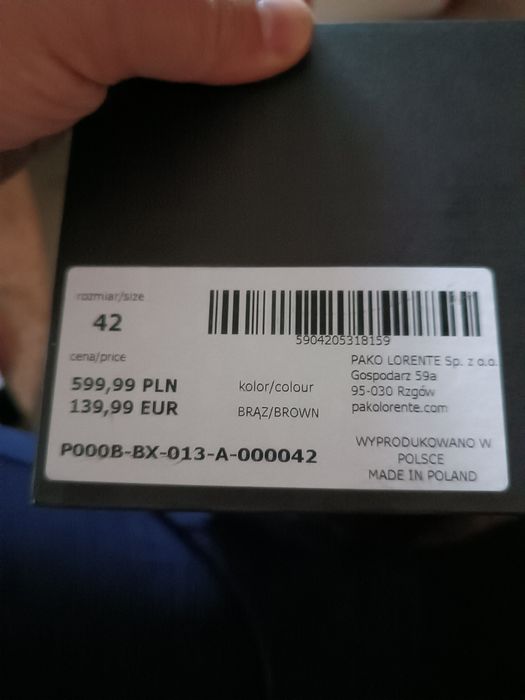 rozmiar/size
42
5904205318159
cena/price
599,99 PLN
139,99 EUR
kolor/colour
BRĄZ/BROWN
PAKO LORENTE Sp. z o.o.
Gospodarz 59a
95-030 Rzgów
pakolorente.com
P000B-BX-013-A-000042
WYPRODUKOWANO W
POLSCE
MADE IN POLAND